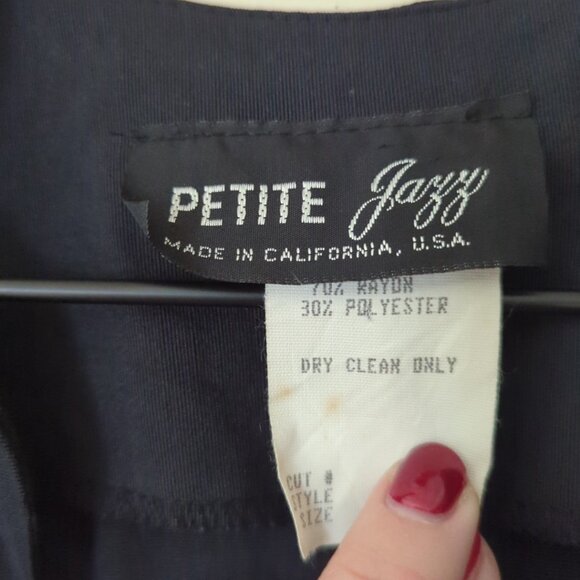 PETITE Jazz
MADE IN CALIFORNIA, U.S.A.
70% RAYON
30% POLYESTER
DRY CLEAN ONLY
CUT #
STYLE
SIZE